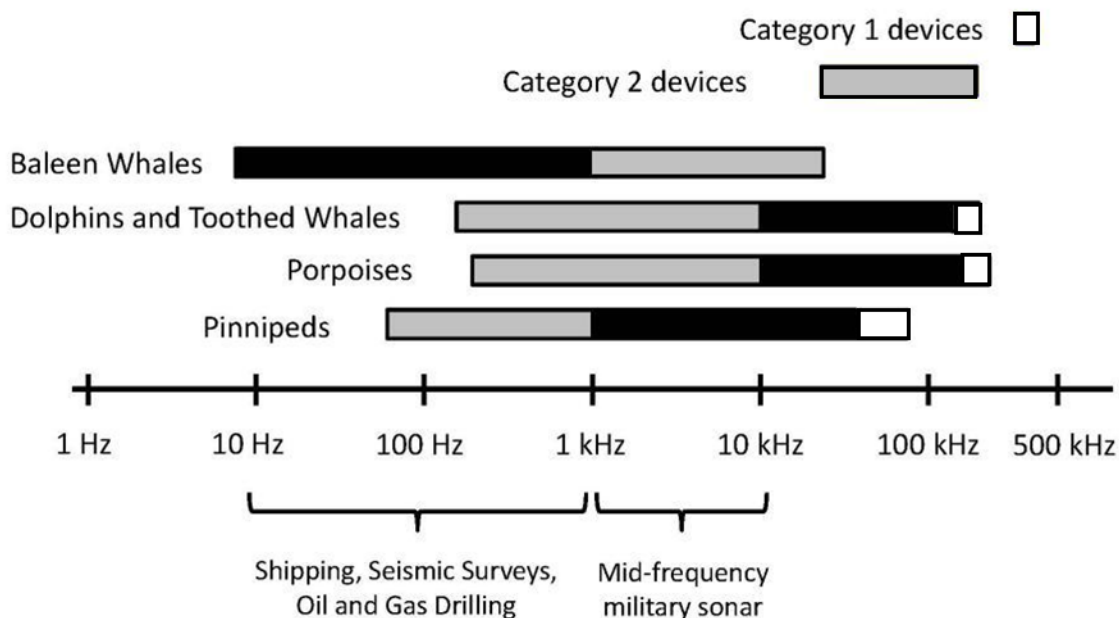 Category 1 devices
Category 2 devices
Baleen Whales
Dolphins and Toothed Whales
Porpoises
Pinnipeds
1 Hz 10 Hz 100 Hz 1 kHz 10 kHz 100 kHz 500 kHz
Shipping, Seismic Surveys,
Oil and Gas Drilling
Mid-frequency
military sonar